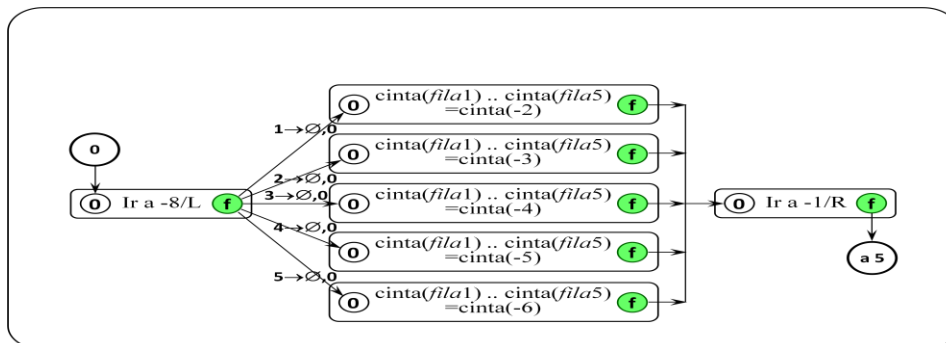 0
0 Ir a -8/L f
1→∅,0
2→∅,0
3→∅,0
4→∅,0
5→∅,0
0 cinta(fila1) .. cinta(fila5) f
=cinta(-2)
0 cinta(fila1) .. cinta(fila5) f
=cinta(-3)
0 cinta(fila1) .. cinta(fila5) f
=cinta(-4)
0 cinta(fila1) .. cinta(fila5) f
=cinta(-5)
0 cinta(fila1) .. cinta(fila5) f
=cinta(-6)
0 Ir a -1/R f
a 5